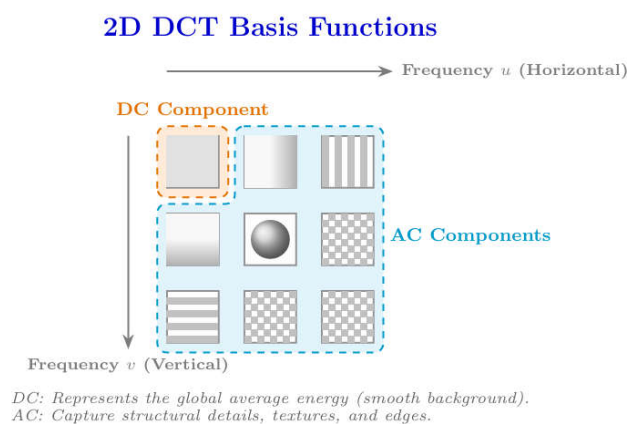 2D DCT Basis Functions
Frequency u (Horizontal)
DC Component
AC Components
Frequency v (Vertical)
DC: Represents the global average energy (smooth background).
AC: Capture structural details, textures, and edges.